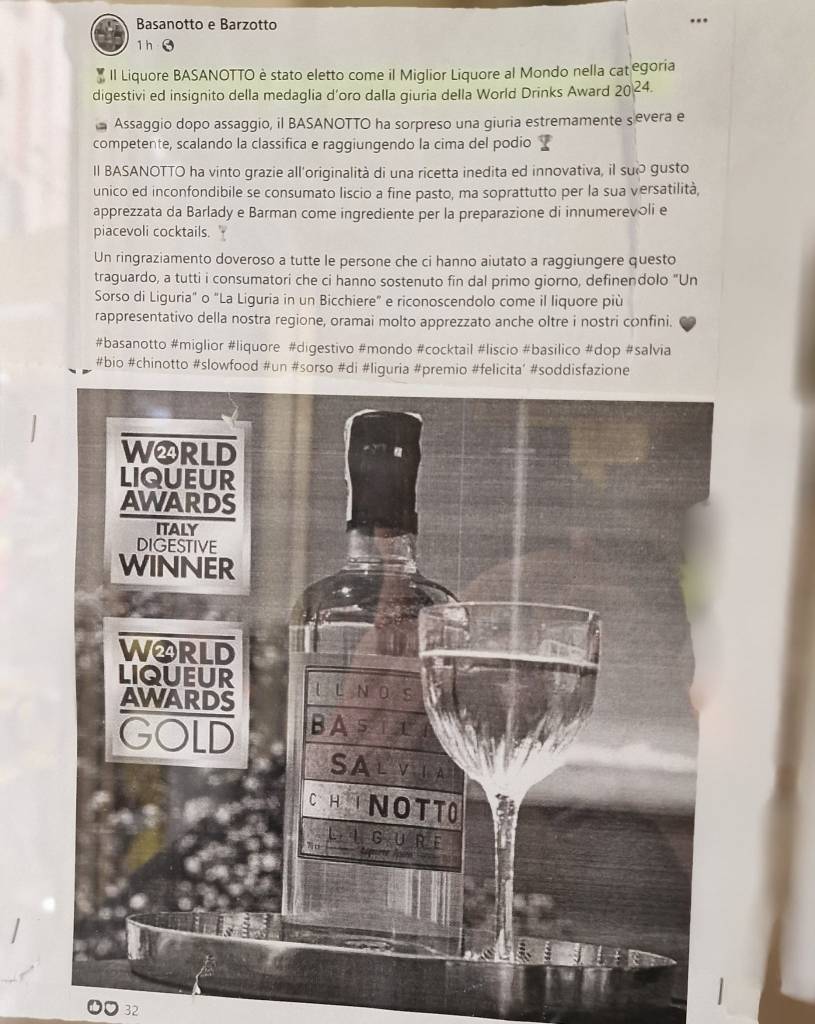 Basanotto e Barzotto
1 h
Il Liquore BASANOTTO è stato eletto come il Miglior Liquore al Mondo nella categoria
digestivi ed insignito della medaglia d'oro dalla giuria della World Drinks Award 2024.
Assaggio dopo assaggio, il BASANOTTO ha sorpreso una giuria estremamente severa e
competente, scalando la classifica e raggiungendo la cima del podio
Il BASANOTTO ha vinto grazie all'originalità di una ricetta inedita ed innovativa, il suo gusto
unico ed inconfondibile se consumato liscio a fine pasto, ma soprattutto per la sua versatilità,
apprezzata da Barlady e Barman come ingrediente per la preparazione di innumerevoli e
piacevoli cocktails.
Un ringraziamento doveroso a tutte le persone che ci hanno aiutato a raggiungere questo
traguardo, a tutti i consumatori che ci hanno sostenuto fin dal primo giorno, definendolo "Un
Sorso di Liguria" o "La Liguria in un Bicchiere" e riconoscendolo come il liquore più
rappresentativo della nostra regione, oramai molto apprezzato anche oltre i nostri confini.
#basanotto #miglior #liquore #digestivo #mondo #cocktail #liscio #basilico #dop #salvia
#bio #chinotto #slowfood #un #sorso #di #liguria #premio #felicita' #soddisfazione
W24RLD
LIQUEUR
AWARDS
ITALY
DIGESTIVE
WINNER
W24RLD
LIQUEUR
AWARDS
GOLD
ILNOS
BASILI
SALVIA
CHINOTTO
LIGURE
32